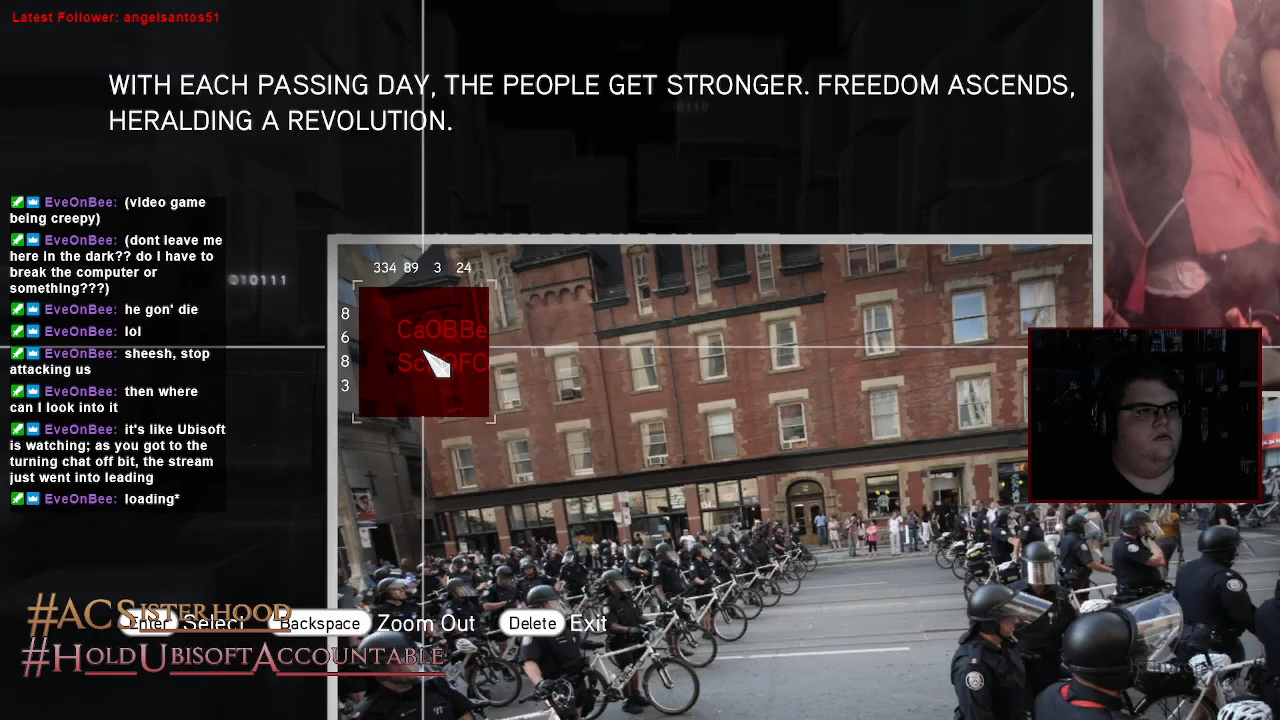 Latest Follower: angelsantos51
WITH EACH PASSING DAY, THE PEOPLE GET STRONGER. FREEDOM ASCENDS,
HERALDING A REVOLUTION.
EveOnBee: (video game
being creepy)
EveOnBee: (dont leave me
here in the dark?? do I have to
break the computer or
something???)
EveOnBee: he gon' die
EveOnBee: lol
EveOnBee: sheesh, stop
attacking us
EveOnBee: then where
can I look into it
EveOnBee: it's like Ubisoft
is watching; as you got to the
turning chat off bit, the stream
just went into leading
EveOnBee: loading*
334 89 3 24
8
6
8
3
CaOBBe
#ACSISTERHOOD
Enter Select Backspace Zoom Out Delete Exit
#HOLDUBISOFTACCOUNTABLE